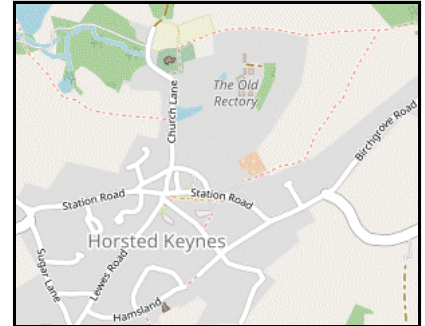 The Old
Rectory
Church Lane
Birchgrove Road
Station Road
Station Road
Horsted Keynes
Sugar Lane
Lewes Road
Hamsland